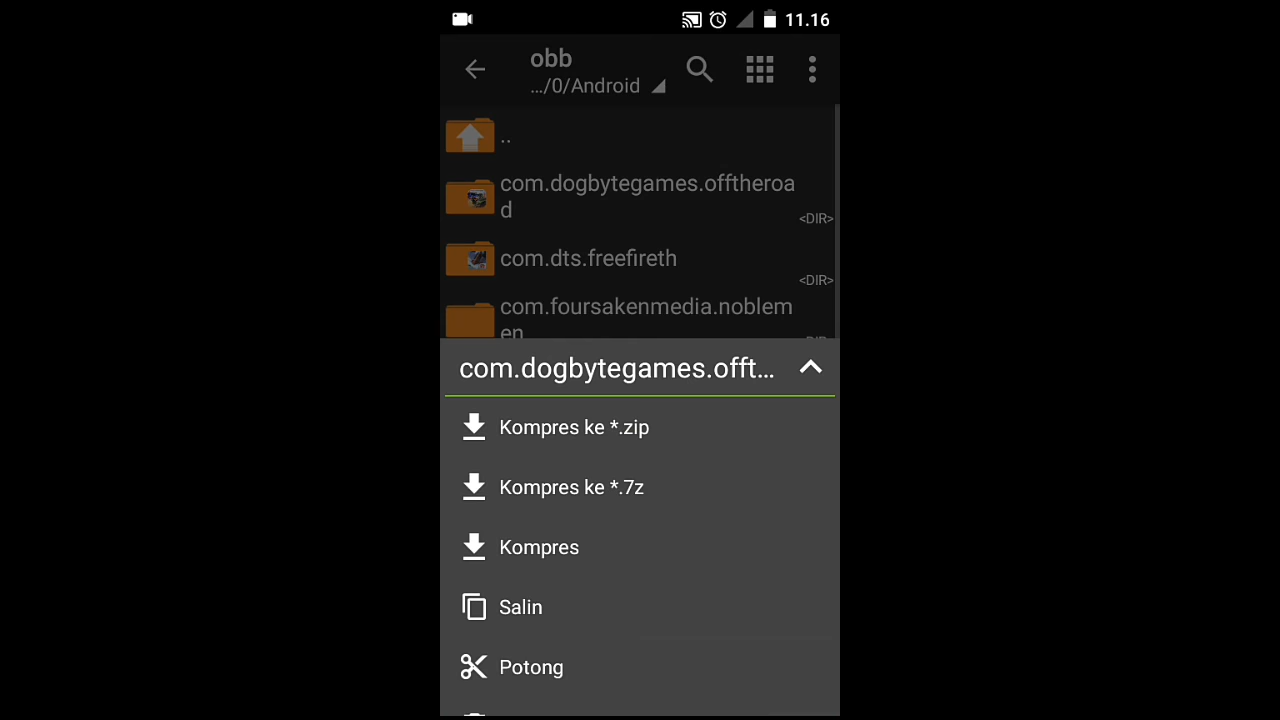 11.16
obb
.../0/Android
..
com.dogbytegames.offtheroa
d
<DIR>
com.dts.freefireth
<DIR>
com.foursakenmedia.noblem
en
com.dogbytegames.offt...
Kompres ke *.zip
Kompres ke *.7z
Kompres
Salin
Potong